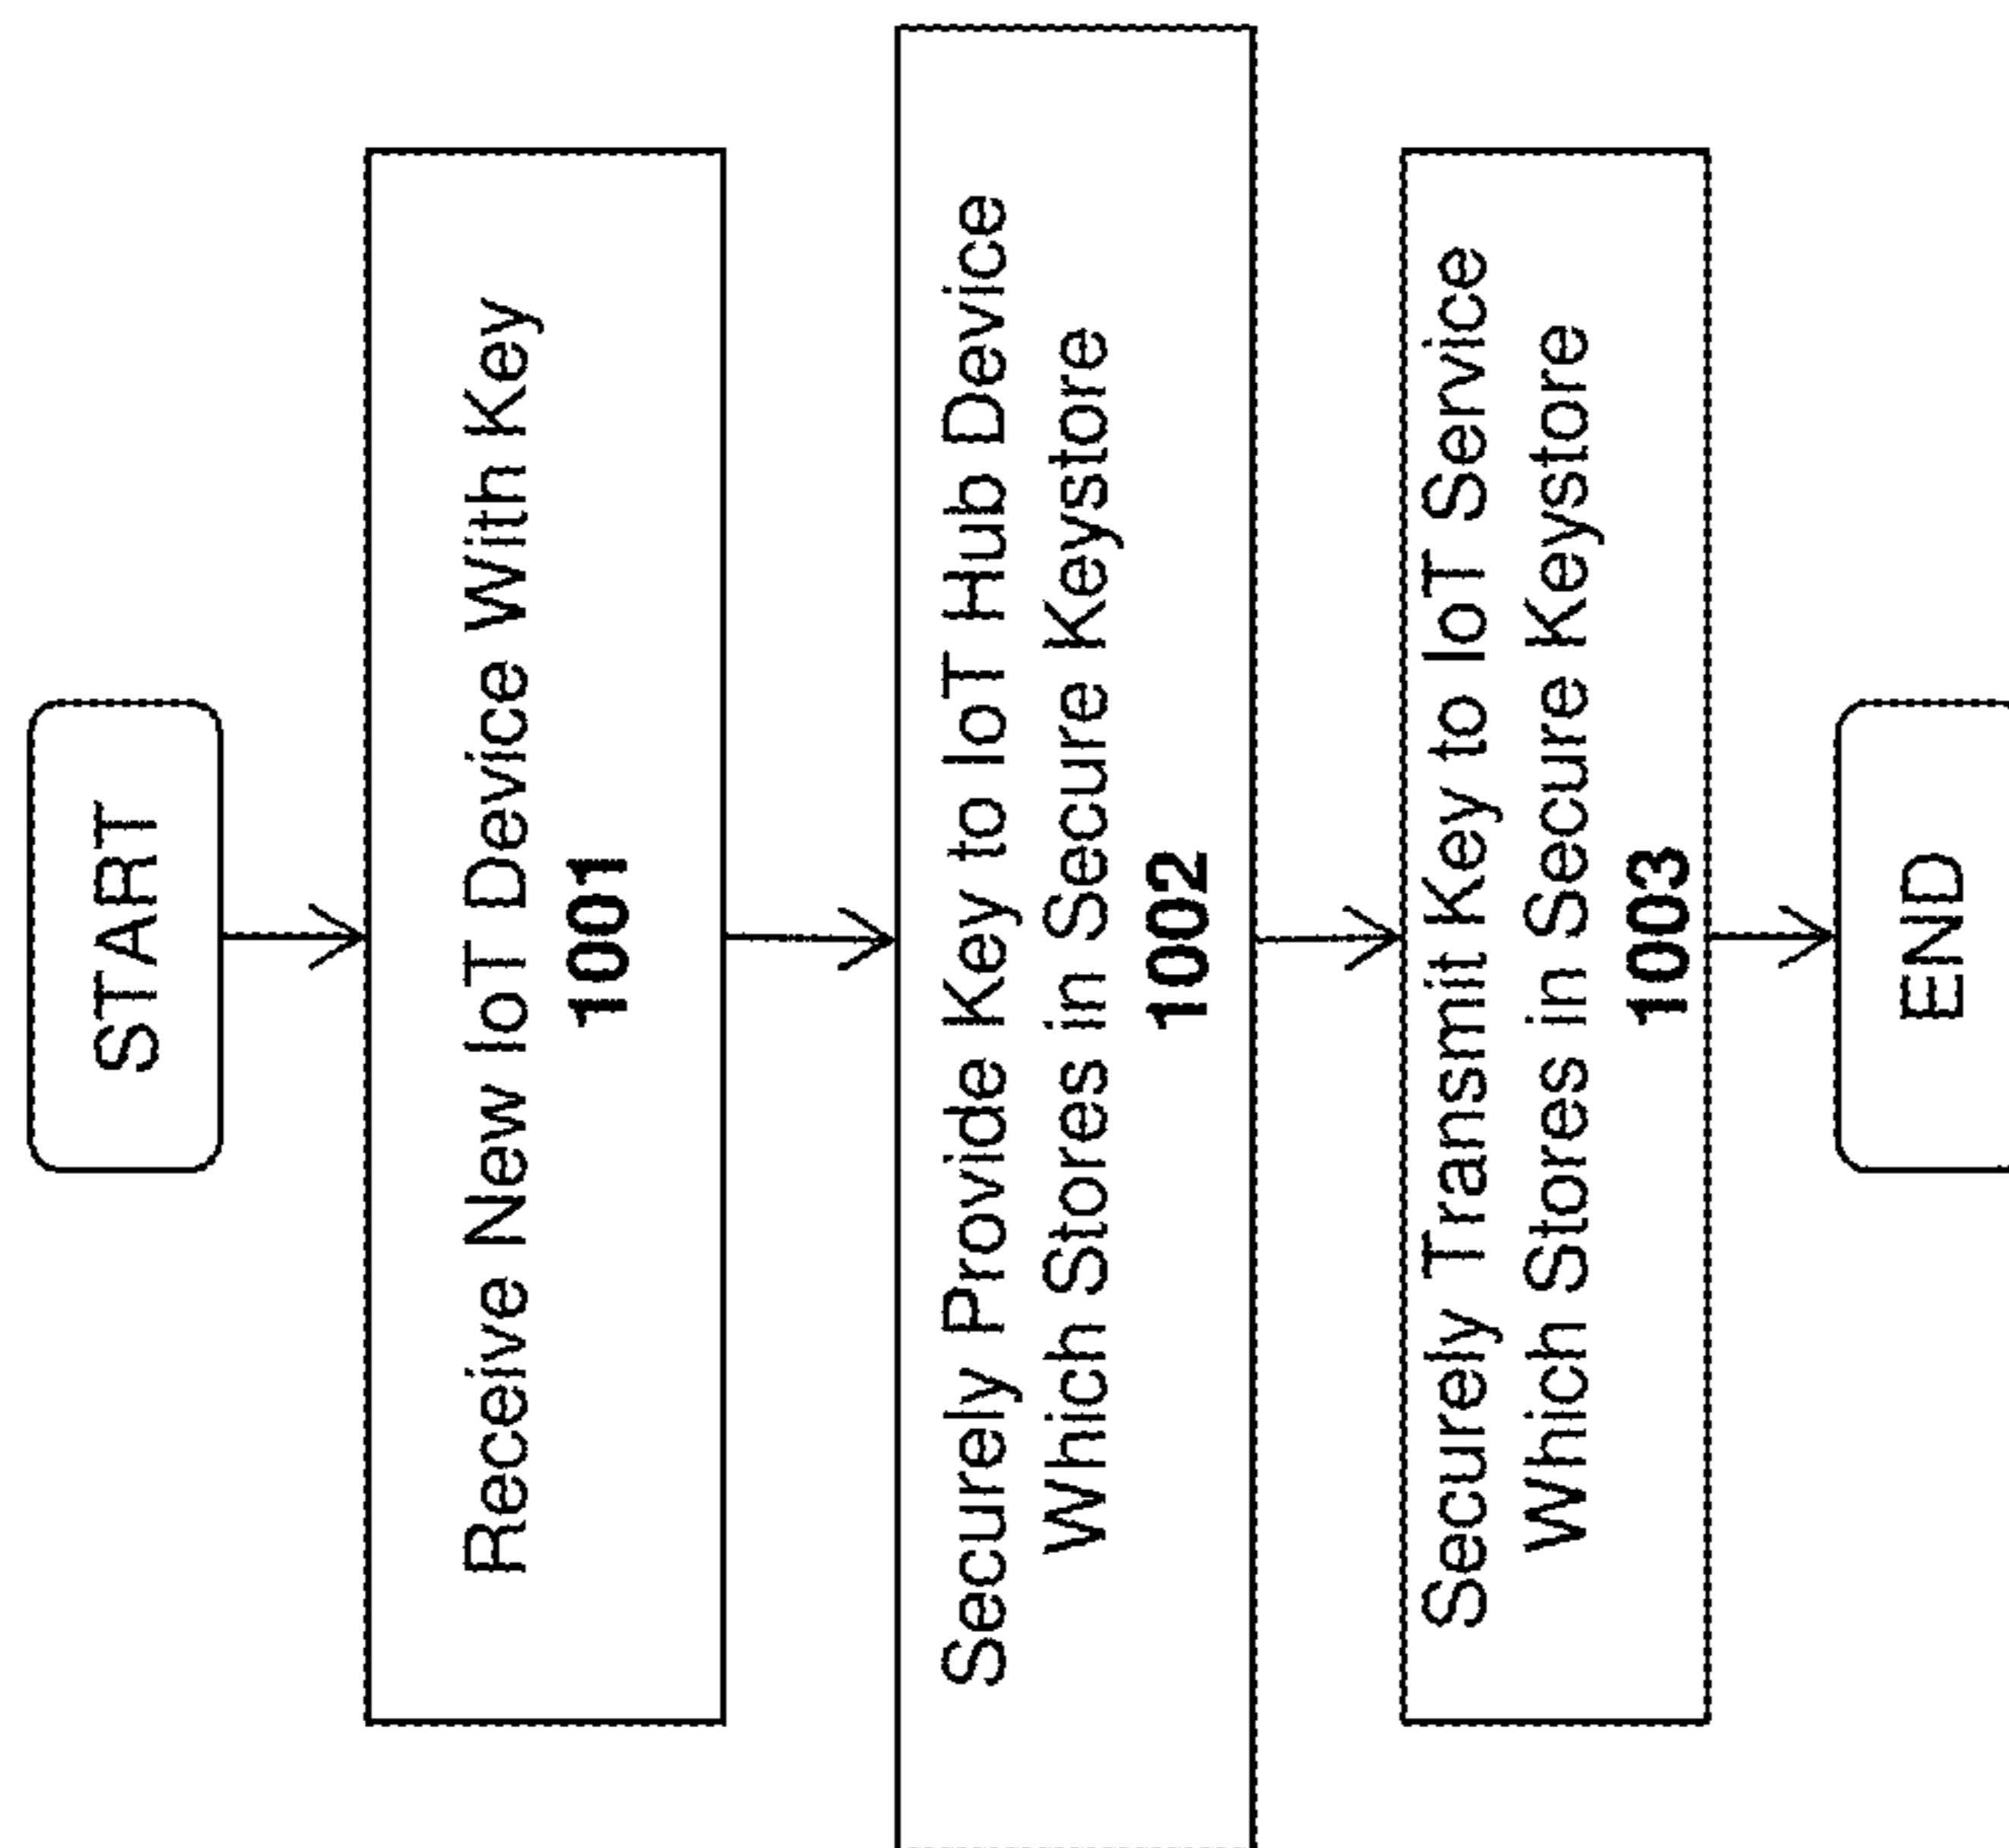 START
Receive New IoT Device With Key
1001
Securely Provide Key to IoT Hub Device
Which Stores in Secure Keystore
1002
Securely Transmit Key to IoT Service
Which Stores in Secure Keystore
1003
END